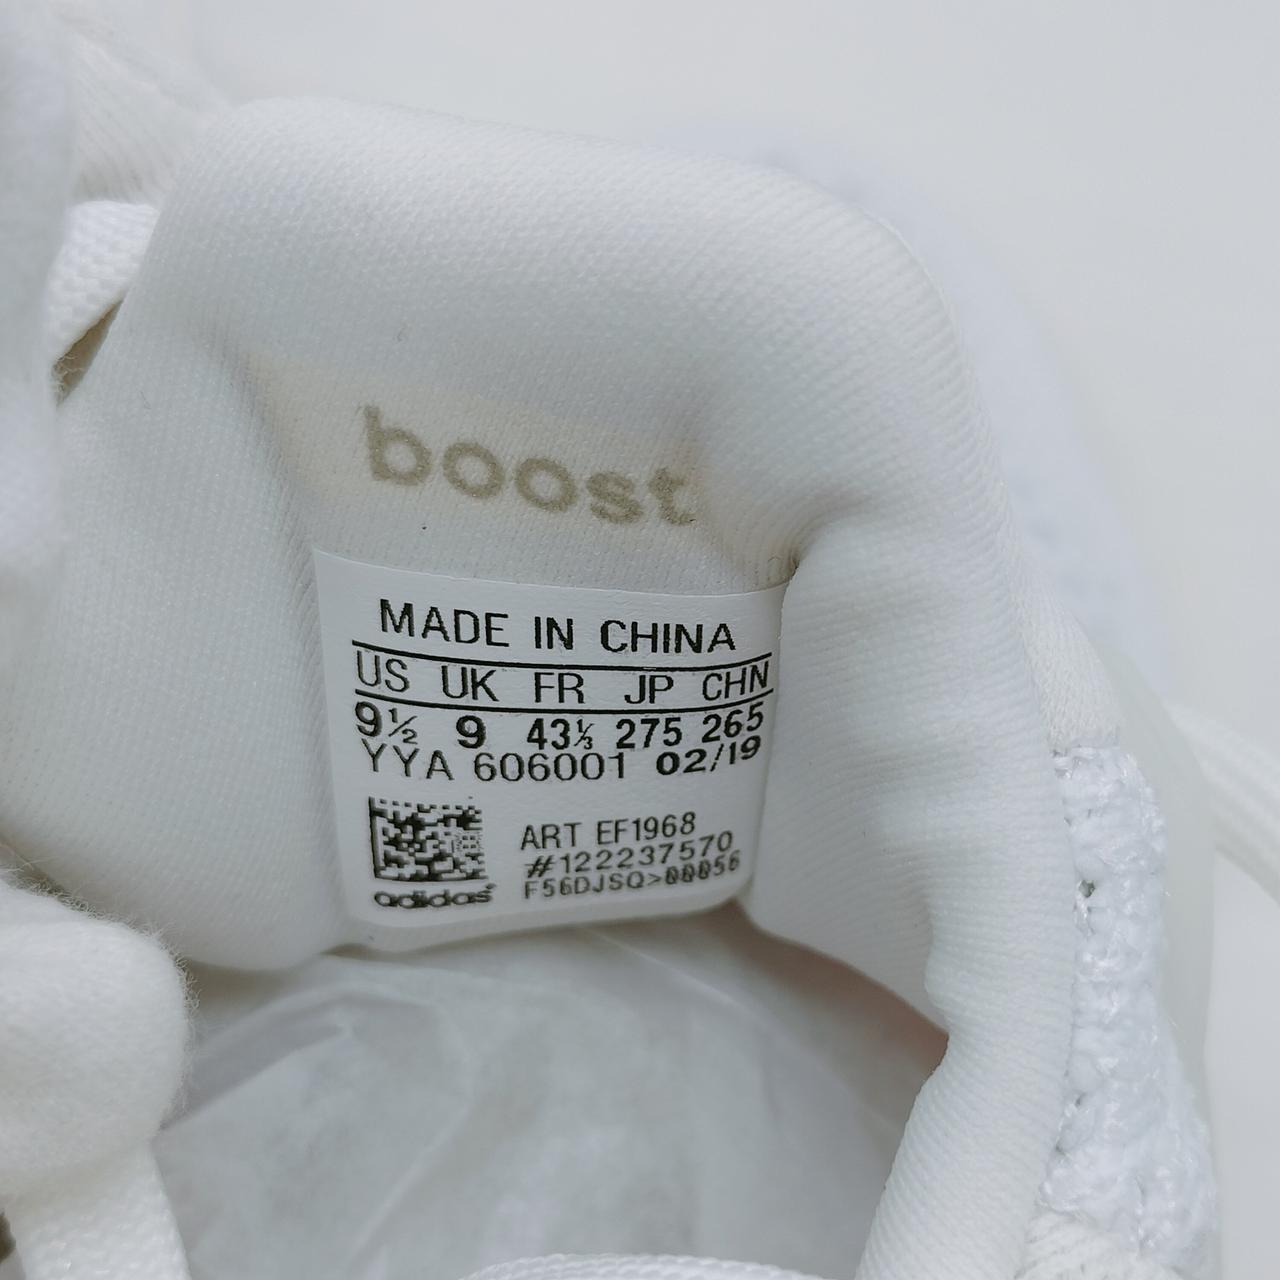 boost
MADE IN CHINA
US UK FR JP CHN
9½ 9 43⅓ 275 265
YYA 606001 02/19
ART EF1968
#122237570
F56DJSQ>00056
adidas